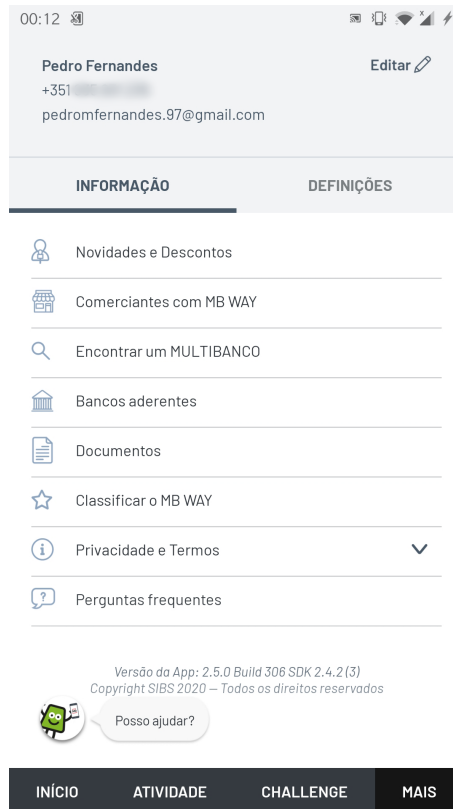 00:12
Pedro Fernandes
Editar
+351
pedromfernandes.97@gmail.com
INFORMAÇÃO
DEFINIÇÕES
Novidades e Descontos
Comerciantes com MB WAY
Encontrar um MULTIBANCO
Bancos aderentes
Documentos
Classificar o MB WAY
Privacidade e Termos
Perguntas frequentes
Versão da App: 2.5.0 Build 306 SDK 2.4.2 (3)
Copyright SIBS 2020 – Todos os direitos reservados
Posso ajudar?
INÍCIO
ATIVIDADE
CHALLENGE
MAIS